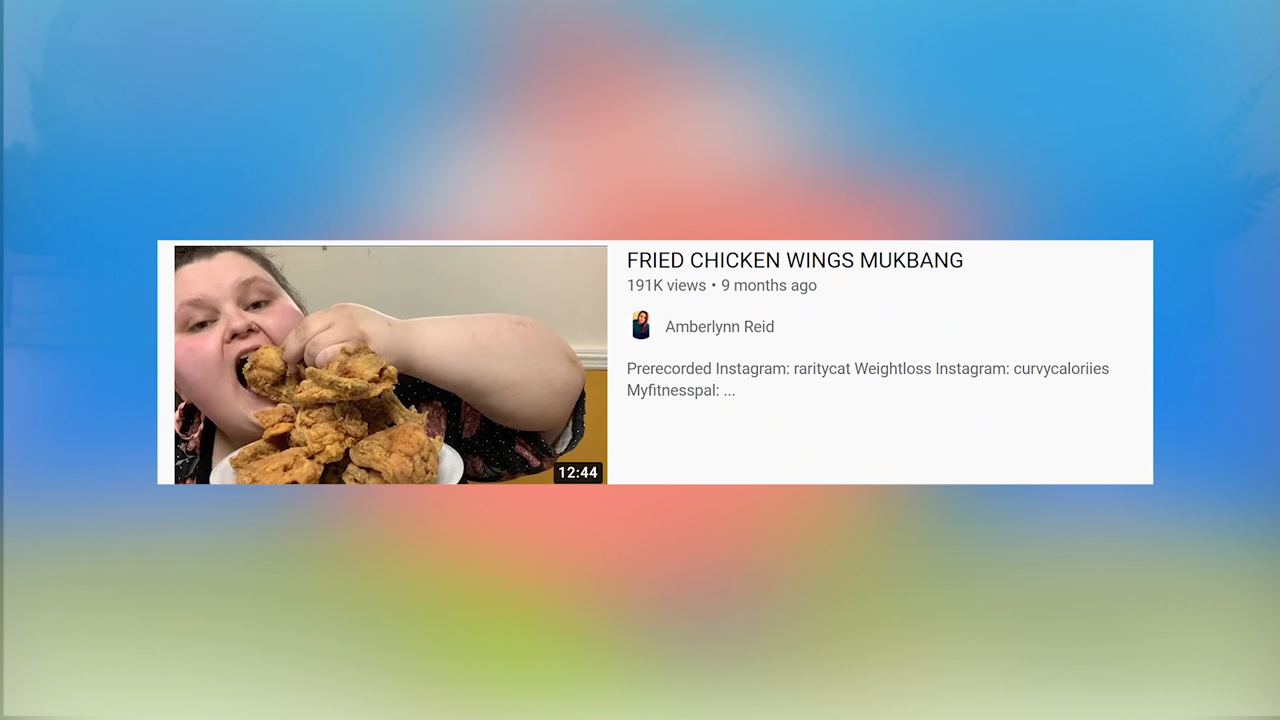 FRIED CHICKEN WINGS MUKBANG
191K views • 9 months ago
Amberlynn Reid
Prerecorded Instagram: raritycat Weightloss Instagram: curvycaloriies
Myfitnesspal: ...
12:44